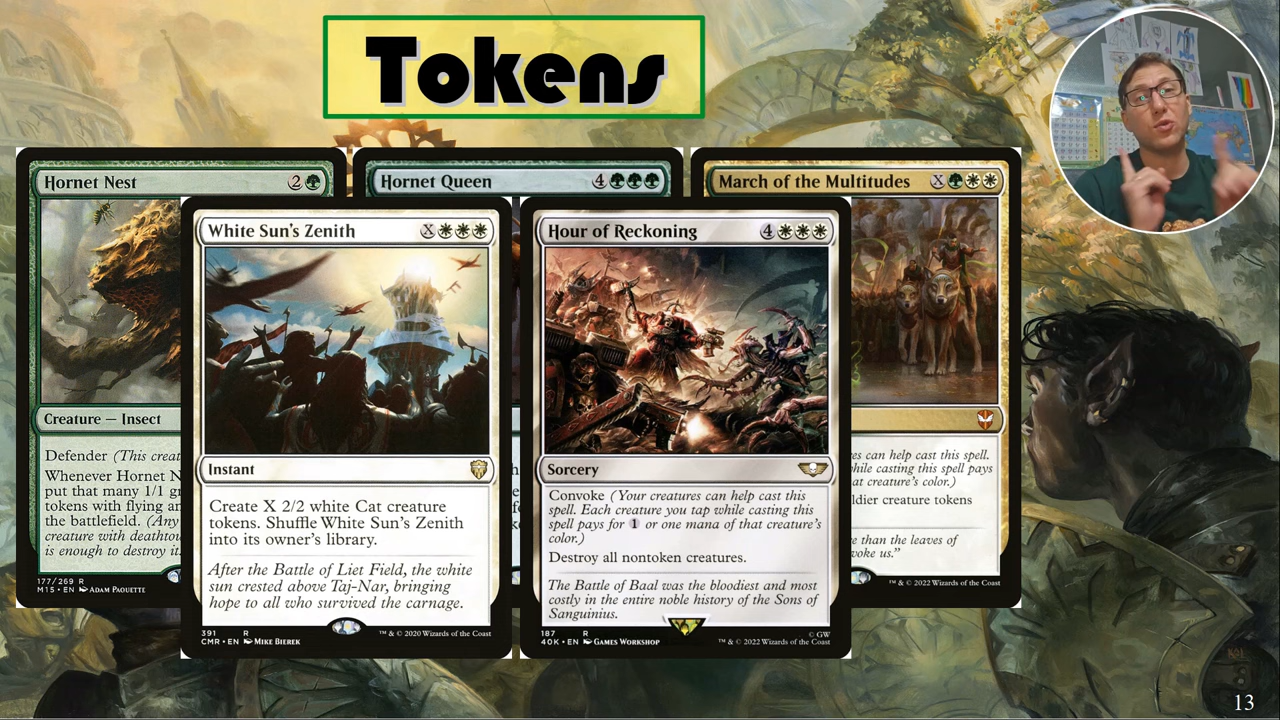 Tokens
Hornet Nest 2
Hornet Queen 4
March of the Multitudes X
White Sun's Zenith X
Hour of Reckoning 4
Creature — Insect
Defender (This
Whenever Hornet
put that many 1/1
tokens with flying
the battlefield. (Any
creature with
is enough to destroy it.
177/269 R
M15 • EN ADAM PAQUETTE
Instant
Create X 2/2 white Cat creature
tokens. Shuffle White Sun's Zenith
into its owner's library.
After the Battle of Liet Field, the white
sun crested above Taj-Nar, bringing
hope to all who survived the carnage.
391 R
CMR • EN MIKE BIEREK
™ & © 2020 Wizards of the Coast
Sorcery
Convoke (Your creatures can help cast this
spell. Each creature you tap while casting this
spell pays for 1 or one mana of that creature's
color.)
Destroy all nontoken creatures.
The Battle of Baal was the bloodiest and most
costly in the entire noble history of the Sons of
Sanguinius.
187 R
40K • EN GAMES WORKSHOP
© GW
™ & © 2022 Wizards of the Coast
can help cast this spell.
while casting this spell pays
creature's color.)
creature tokens
than the leaves of
us.”
™ & © 2022 Wizards of the Coast
13